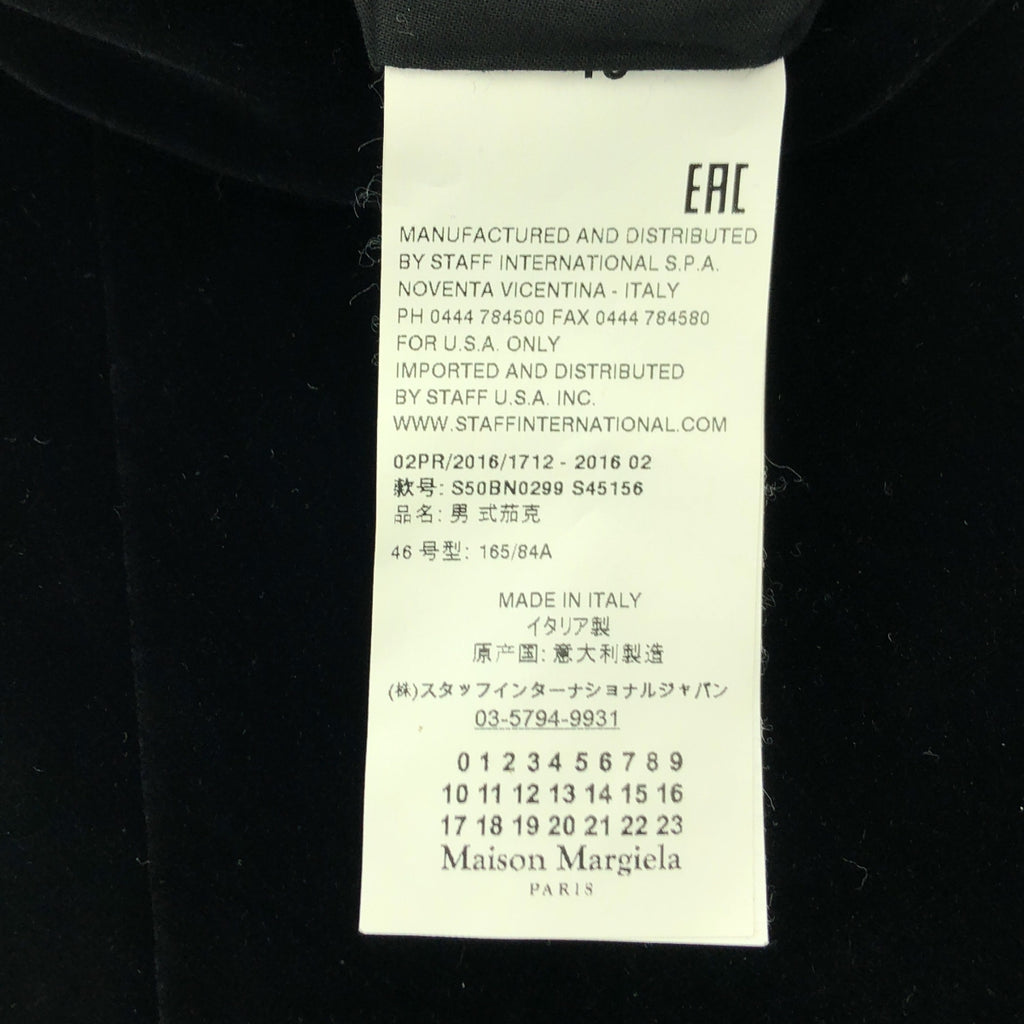 EAC
MANUFACTURED AND DISTRIBUTED
BY STAFF INTERNATIONAL S.P.A.
NOVENTA VICENTINA - ITALY
PH 0444 784500 FAX 0444 784580
FOR U.S.A. ONLY
IMPORTED AND DISTRIBUTED
BY STAFF U.S.A. INC.
WWW.STAFFINTERNATIONAL.COM
02PR/2016/1712 - 2016 02
款号: S50BN0299 S45156
品名: 男 式茄克
46 号型: 165/84A
MADE IN ITALY
イタリア製
原产国: 意大利製造
(株)スタッフインターナショナルジャパン
03-5794-9931
0 1 2 3 4 5 6 7 8 9
10 11 12 13 14 15 16
17 18 19 20 21 22 23
Maison Margiela
PARIS